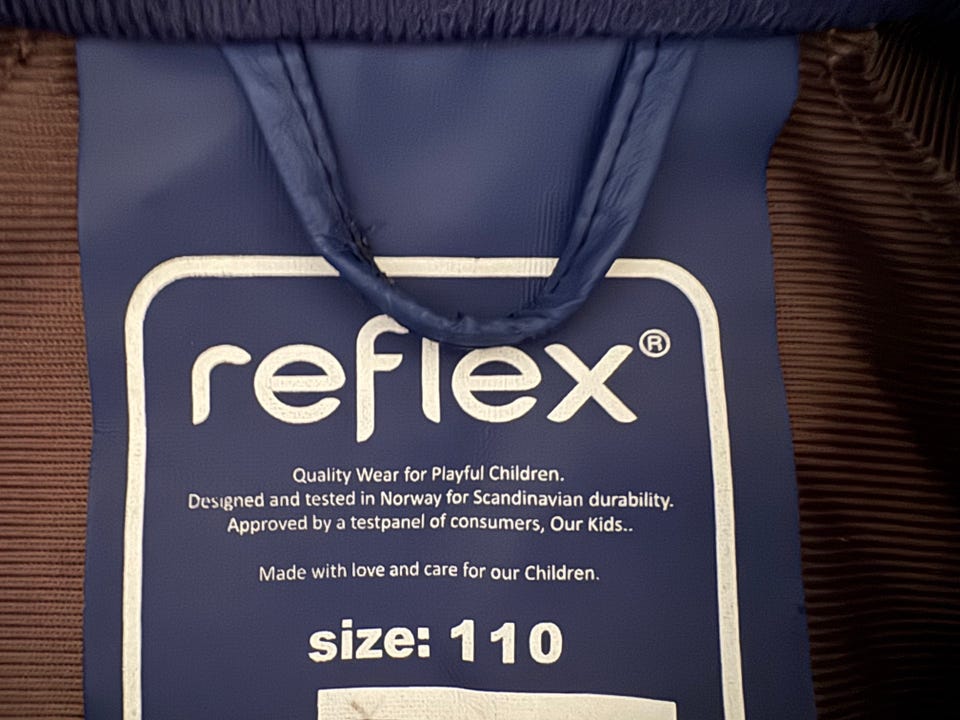 reflex®
Quality Wear for Playful Children.
Designed and tested in Norway for Scandinavian durability.
Approved by a testpanel of consumers, Our Kids..
Made with love and care for our Children.
size: 110